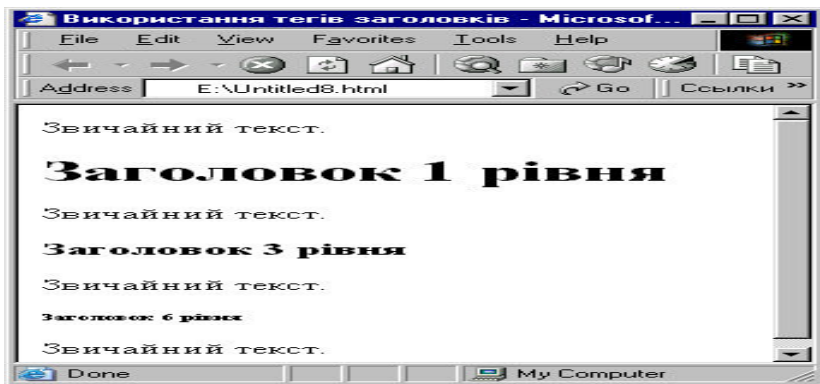 Використання тегів заголовків - Microsof...
File Edit View Favorites Tools Help
Address E:\Untitled8.html Go Ссылки »
Звичайний текст.
Заголовок 1 рівня
Звичайний текст.
Заголовок 3 рівня
Звичайний текст.
Заголовок 6 рівня
Звичайний текст.
Done My Computer